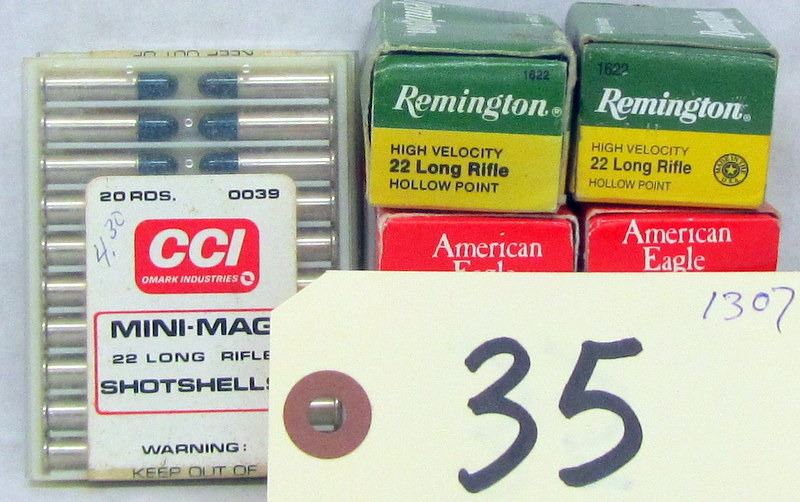 KEEP OUT OF
20 RDS. 0039
4.30
CCI
OMARK INDUSTRIES
MINI-MAG
22 LONG RIFLE
SHOTSHELLS
WARNING:
KEEP OUT OF
1622
Remington®
HIGH VELOCITY
22 Long Rifle
HOLLOW POINT
1622
Remington®
HIGH VELOCITY
22 Long Rifle
HOLLOW POINT
MADE IN U.S.A.
American
Eagle
American
Eagle
1307
35